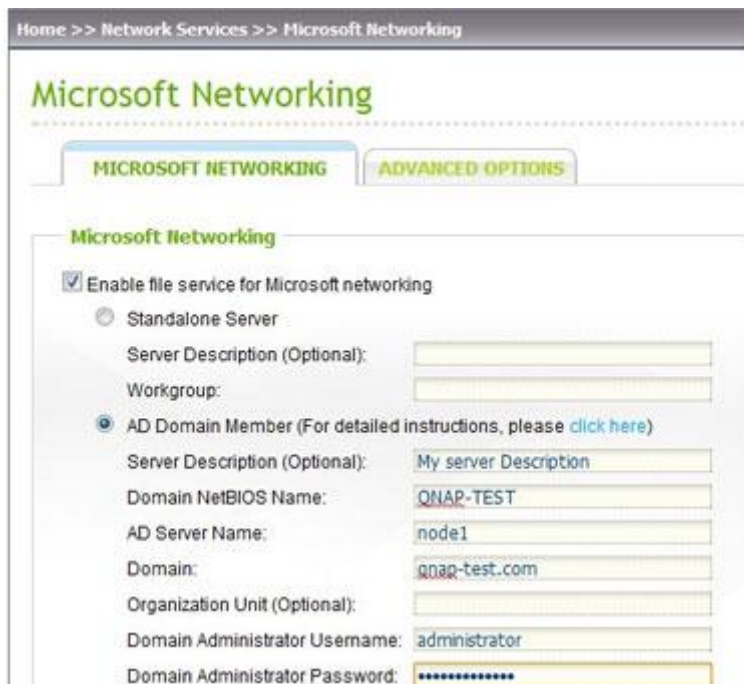 Home >> Network Services >> Microsoft Networking
Microsoft Networking
MICROSOFT NETWORKING ADVANCED OPTIONS
Microsoft Networking
Enable file service for Microsoft networking
Standalone Server
Server Description (Optional):
Workgroup:
AD Domain Member (For detailed instructions, please click here)
Server Description (Optional): My server Description
Domain NetBIOS Name: QNAP-TEST
AD Server Name: node1
Domain: qnap-test.com
Organization Unit (Optional):
Domain Administrator Username: administrator
Domain Administrator Password: •••••••••••••